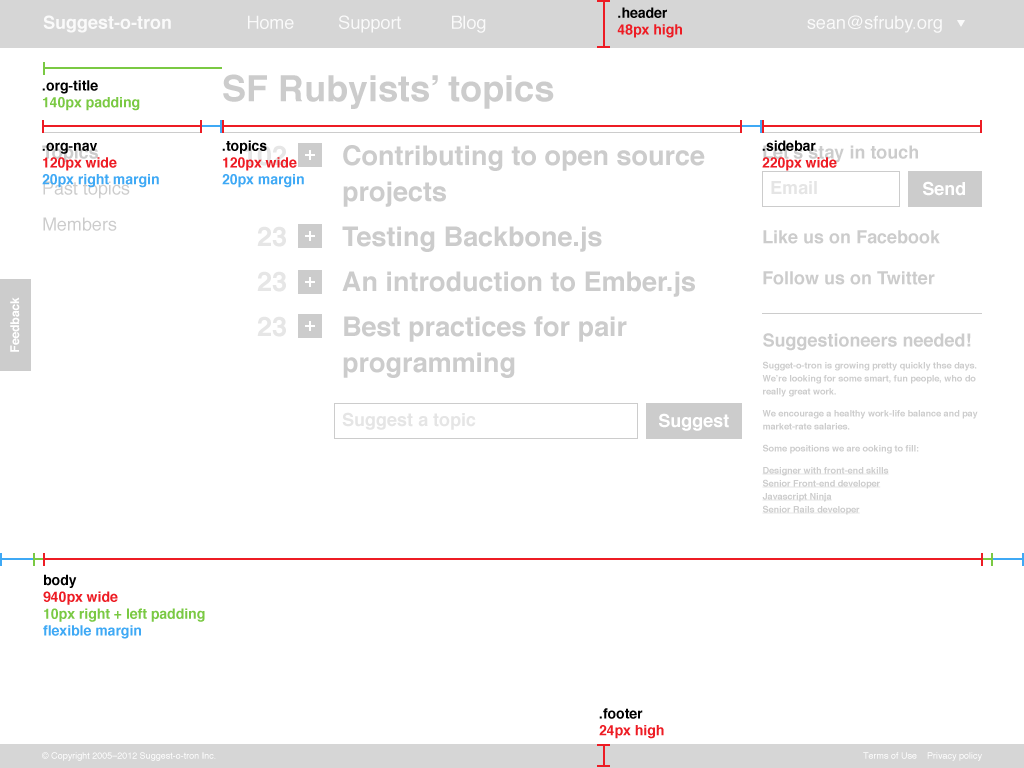 Suggest-o-tron Home Support Blog sean@sfruby.org
.header
48px high
.org-title
140px padding
SF Rubyists’ topics
.org-nav
120px wide
20px right margin
Topics
Past topics
Members
.topics
120px wide
20px margin
+ Contributing to open source
projects
23 + Testing Backbone.js
23 + An introduction to Ember.js
23 + Best practices for pair
programming
Suggest a topic Suggest
.sidebar
220px wide
Let's stay in touch
Email Send
Like us on Facebook
Follow us on Twitter
Suggestioneers needed!
Sugget-o-tron is growing pretty quickly thse days.
We're looking for some smart, fun people, who do
really great work.
We encourage a healthy work-life balance and pay
market-rate salaries.
Some positions we are ooking to fill:
Designer with front-end skills
Senior Front-end developer
Javascript Ninja
Senior Rails developer
Feedback
body
940px wide
10px right + left padding
flexible margin
.footer
24px high
© Copyright 2005–2012 Suggest-o-tron Inc. Terms of Use Privacy policy